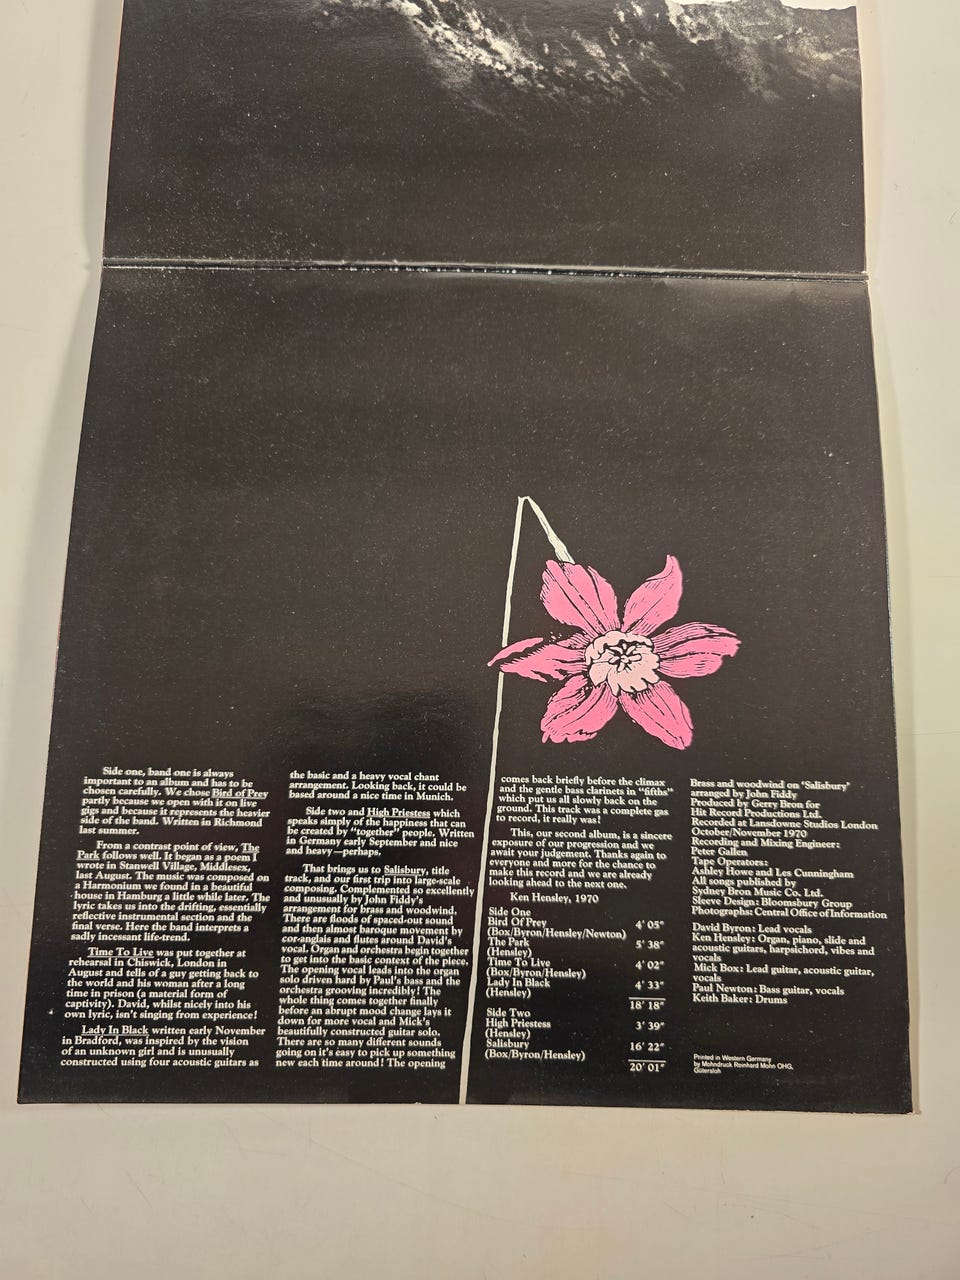 Side one, band one is always
important to an album and has to be
chosen carefully. We chose Bird of Prey
partly because we open with it on live
gigs and because it represents the heavier
side of the band. Written in Richmond
last summer.
From a contrast point of view, The
Park follows well. It began as a poem I
wrote in Stanwell Village, Middlesex,
last August. The music was composed on
a Harmonium we found in a beautiful
house in Hamburg a little while later. The
lyric takes us into the drifting, essentially
reflective instrumental section and the
final verse. Here the band interprets a
sadly incessant life-trend.
Time To Live was put together at
rehearsal in Chiswick, London in
August and tells of a guy getting back to
the world and his woman after a long
time in prison (a material form of
captivity). David, whilst nicely into his
own lyric, isn't singing from experience!
Lady In Black written early November
in Bradford, was inspired by the vision
of an unknown girl and is unusually
constructed using four acoustic guitars as
the basic and a heavy vocal chant
arrangement. Looking back, it could be
based around a nice time in Munich.
Side two and High Priestess which
speaks simply of the happiness that can
be created by "together" people. Written
in Germany early September and nice
and heavy—perhaps.
That brings us to Salisbury, title
track, and our first trip into large-scale
composing. Complemented so excellently
and unusually by John Fiddy's
arrangement for brass and woodwind.
There are floods of spaced-out sound
and then almost baroque movement by
cor-anglais and flutes around David's
vocal. Organ and orchestra begin together
to get into the basic context of the piece.
The opening vocal leads into the organ
solo driven hard by Paul's bass and the
orchestra grooving incredibly! The
whole thing comes together finally
before an abrupt mood change lays it
down for more vocal and Mick's
beautifully constructed guitar solo.
There are so many different sounds
going on it's easy to pick up something
new each time around! The opening
comes back briefly before the climax
and the gentle bass clarinets in "fifths"
which put us all slowly back on the
ground. This track was a complete gas
to record, it really was!
This, our second album, is a sincere
exposure of our progression and we
await your judgement. Thanks again to
everyone and more for the chance to
make this record and we are already
looking ahead to the next one.
Ken Hensley, 1970
Side One
Bird Of Prey 4′ 05″
(Box/Byron/Hensley/Newton)
The Park 5′ 38″
(Hensley)
Time To Live 4′ 02″
(Box/Byron/Hensley)
Lady In Black 4′ 33″
(Hensley)
18′ 18″
Side Two
High Priestess 3′ 39″
(Hensley)
Salisbury 16′ 22″
(Box/Byron/Hensley)
20′ 01″
Brass and woodwind on 'Salisbury'
arranged by John Fiddy
Produced by Gerry Bron for
Hit Record Productions Ltd.
Recorded at Lansdowne Studios London
October/November 1970
Recording and Mixing Engineer:
Peter Gallen
Tape Operators:
Ashley Howe and Les Cunningham
All songs published by
Sydney Bron Music Co. Ltd.
Sleeve Design: Bloomsbury Group
Photographs: Central Office of Information
David Byron: Lead vocals
Ken Hensley: Organ, piano, slide and
acoustic guitars, harpsichord, vibes and
vocals
Mick Box: Lead guitar, acoustic guitar,
vocals
Paul Newton: Bass guitar, vocals
Keith Baker: Drums
Printed in Western Germany
by Mohndruck Reinhard Mohn OHG,
Gütersloh